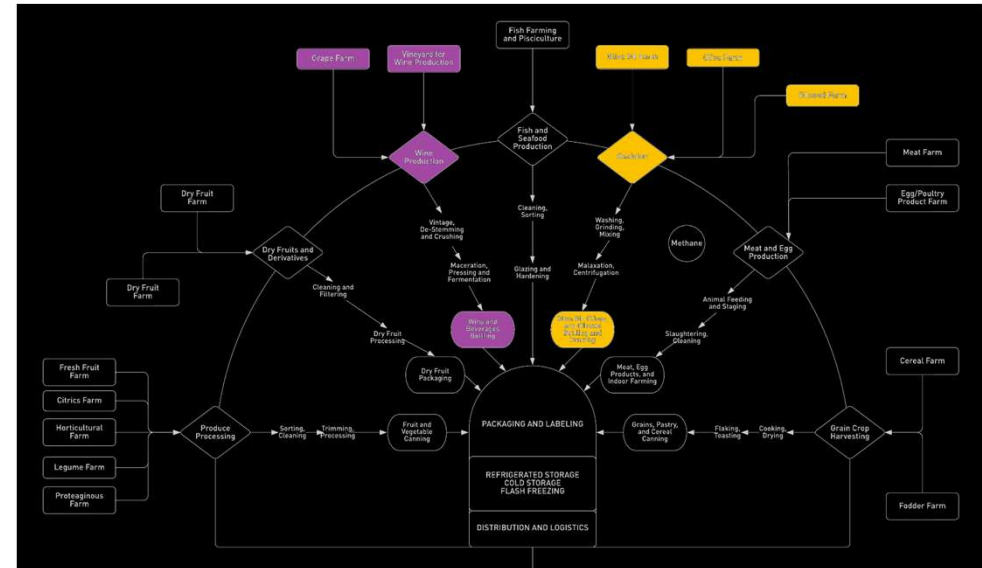 Fish Farming
and Pisciculture
Grape Farm
Vineyard for
Wine Production
Meat Farm
Egg/Poultry
Product Farm
Fish and
Seafood
Production
Wine
Production
Dry Fruit
Farm
Dry Fruit
Farm
Dry Fruits and
Derivatives
Cleaning,
Sorting
Vintage,
De-Stemming
and Crushing
Washing,
Grinding,
Mixing
Methane
Meat and Egg
Production
Maceration,
Pressing and
Fermentation
Glazing and
Hardening
Malaxation,
Centrifugation
Cleaning and
Filtering
Animal Feeding
and Staging
Wine and
Beverages
Bottling
Dry Fruit
Processing
Slaughtering,
Cleaning
Dry Fruit
Packaging
Meat, Egg
Products, and
Indoor Farming
Fresh Fruit
Farm
Citrics Farm
Horticultural
Farm
Legume Farm
Proteaginous
Farm
Produce
Processing
Sorting,
Cleaning
Trimming,
Processing
Fruit and
Vegetable
Canning
PACKAGING AND LABELING
Grains, Pastry,
and Cereal
Canning
Flaking,
Toasting
Cooking,
Drying
Grain Crop
Harvesting
Cereal Farm
Fodder Farm
REFRIGERATED STORAGE
COLD STORAGE
FLASH FREEZING
DISTRIBUTION AND LOGISTICS